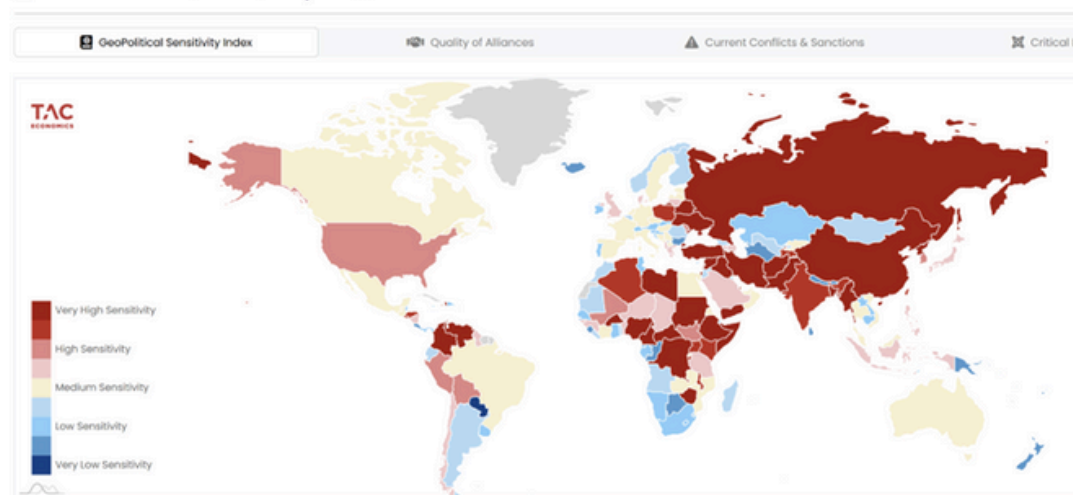 GeoPolitical Sensitivity Index
Quality of Alliances
Current Conflicts & Sanctions
Critical
TAC
ECONOMICS
Very High Sensitivity
High Sensitivity
Medium Sensitivity
Low Sensitivity
Very Low Sensitivity